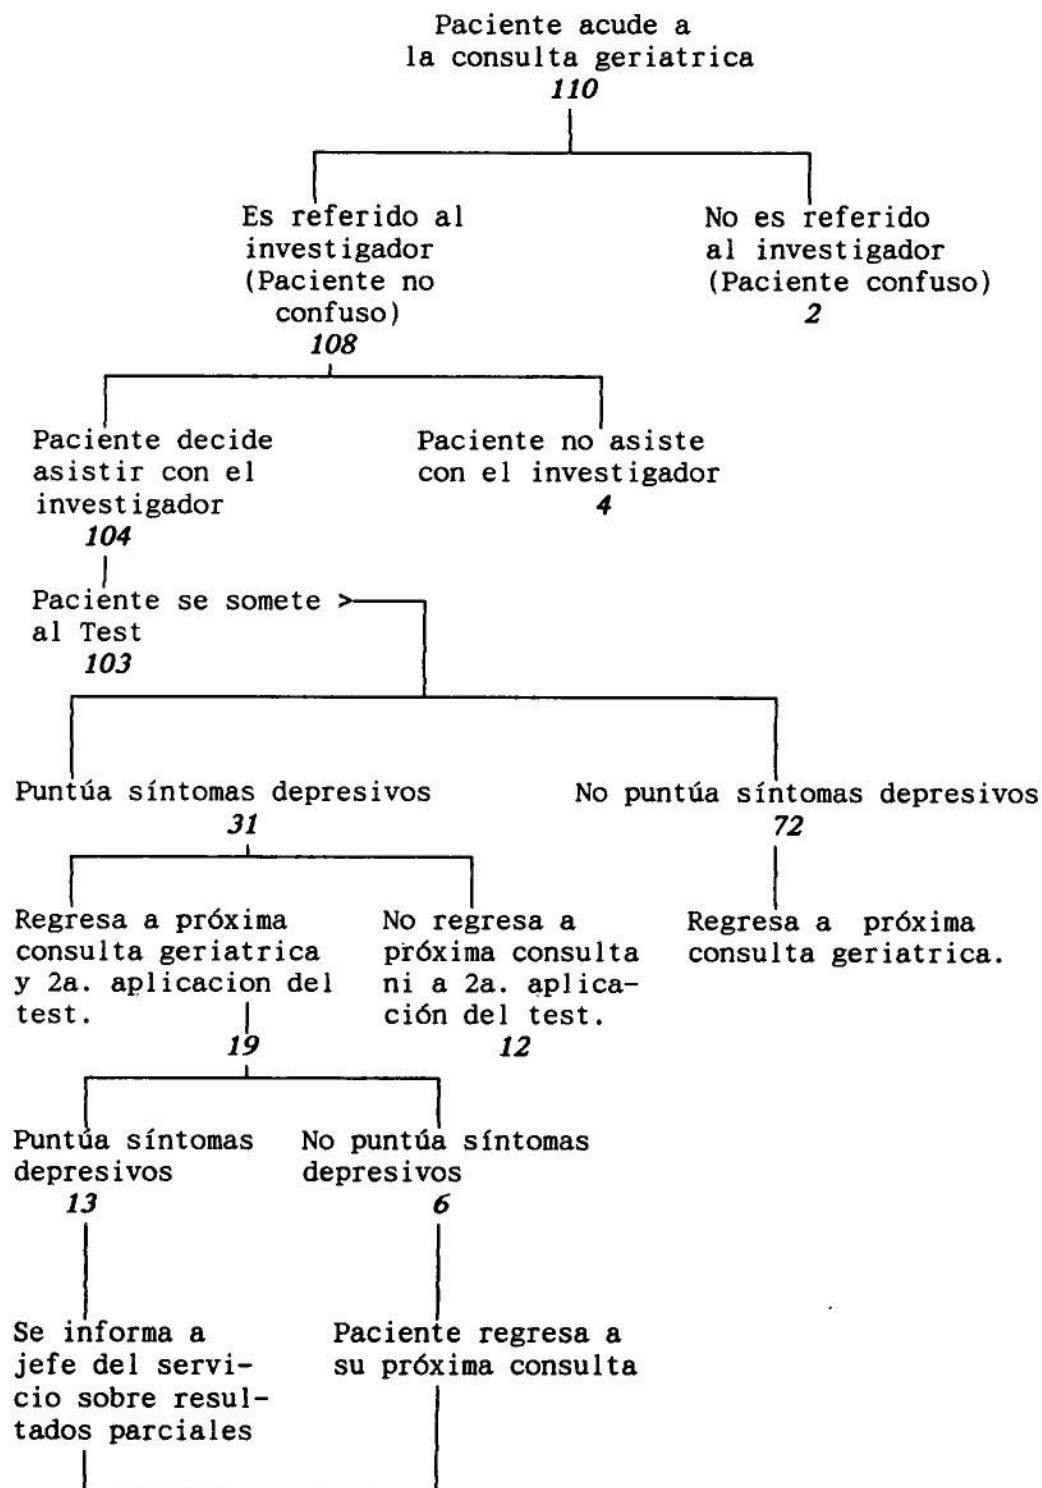 Paciente acude a
la consulta geriatrica
110
Es referido al
investigador
(Paciente no
confuso)
108
No es referido
al investigador
(Paciente confuso)
2
Paciente decide
asistir con el
investigador
104
Paciente no asiste
con el investigador
4
Paciente se somete >
al Test
103
Puntúa síntomas depresivos
31
No puntúa síntomas depresivos
72
Regresa a próxima
consulta geriatrica
y 2a. aplicacion del
test.
19
No regresa a
próxima consulta
ni a 2a. aplica-
ción del test.
12
Regresa a próxima
consulta geriatrica.
Puntúa síntomas
depresivos
13
No puntúa síntomas
depresivos
6
Se informa a
jefe del servi-
cio sobre resul-
tados parciales
Paciente regresa a
su próxima consulta